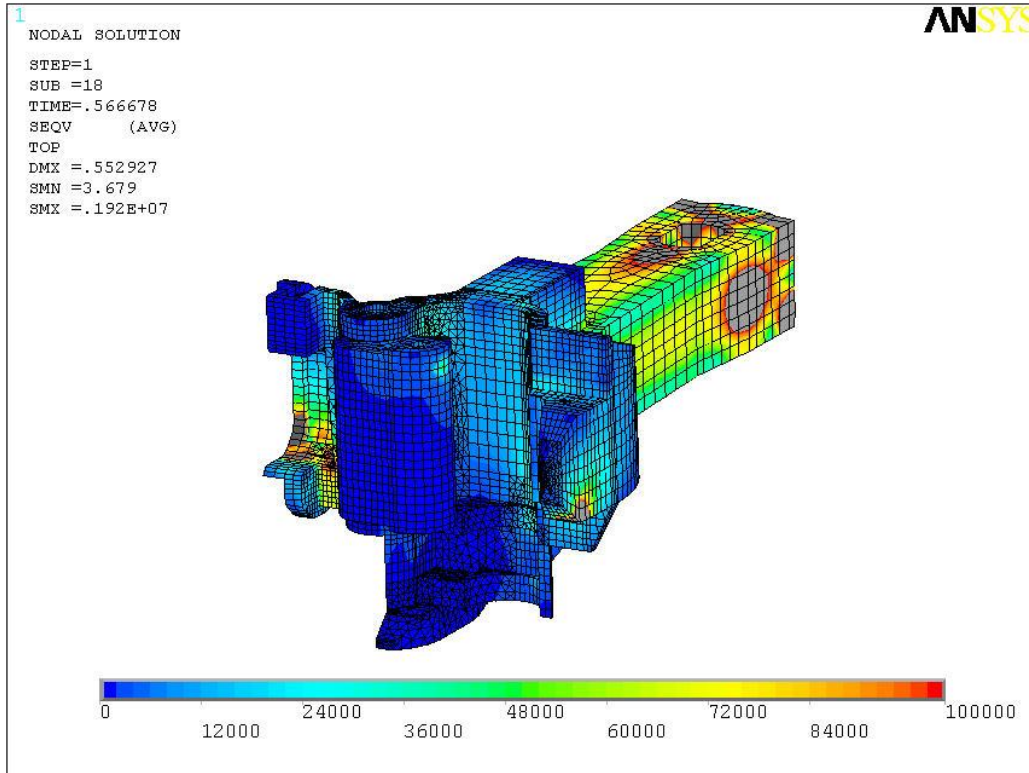 1
ANSYS
NODAL SOLUTION
STEP=1
SUB =18
TIME=.566678
SEQV (AVG)
TOP
DMX =.552927
SMN =3.679
SMX =.192E+07
0 24000 48000 72000 100000
12000 36000 60000 84000